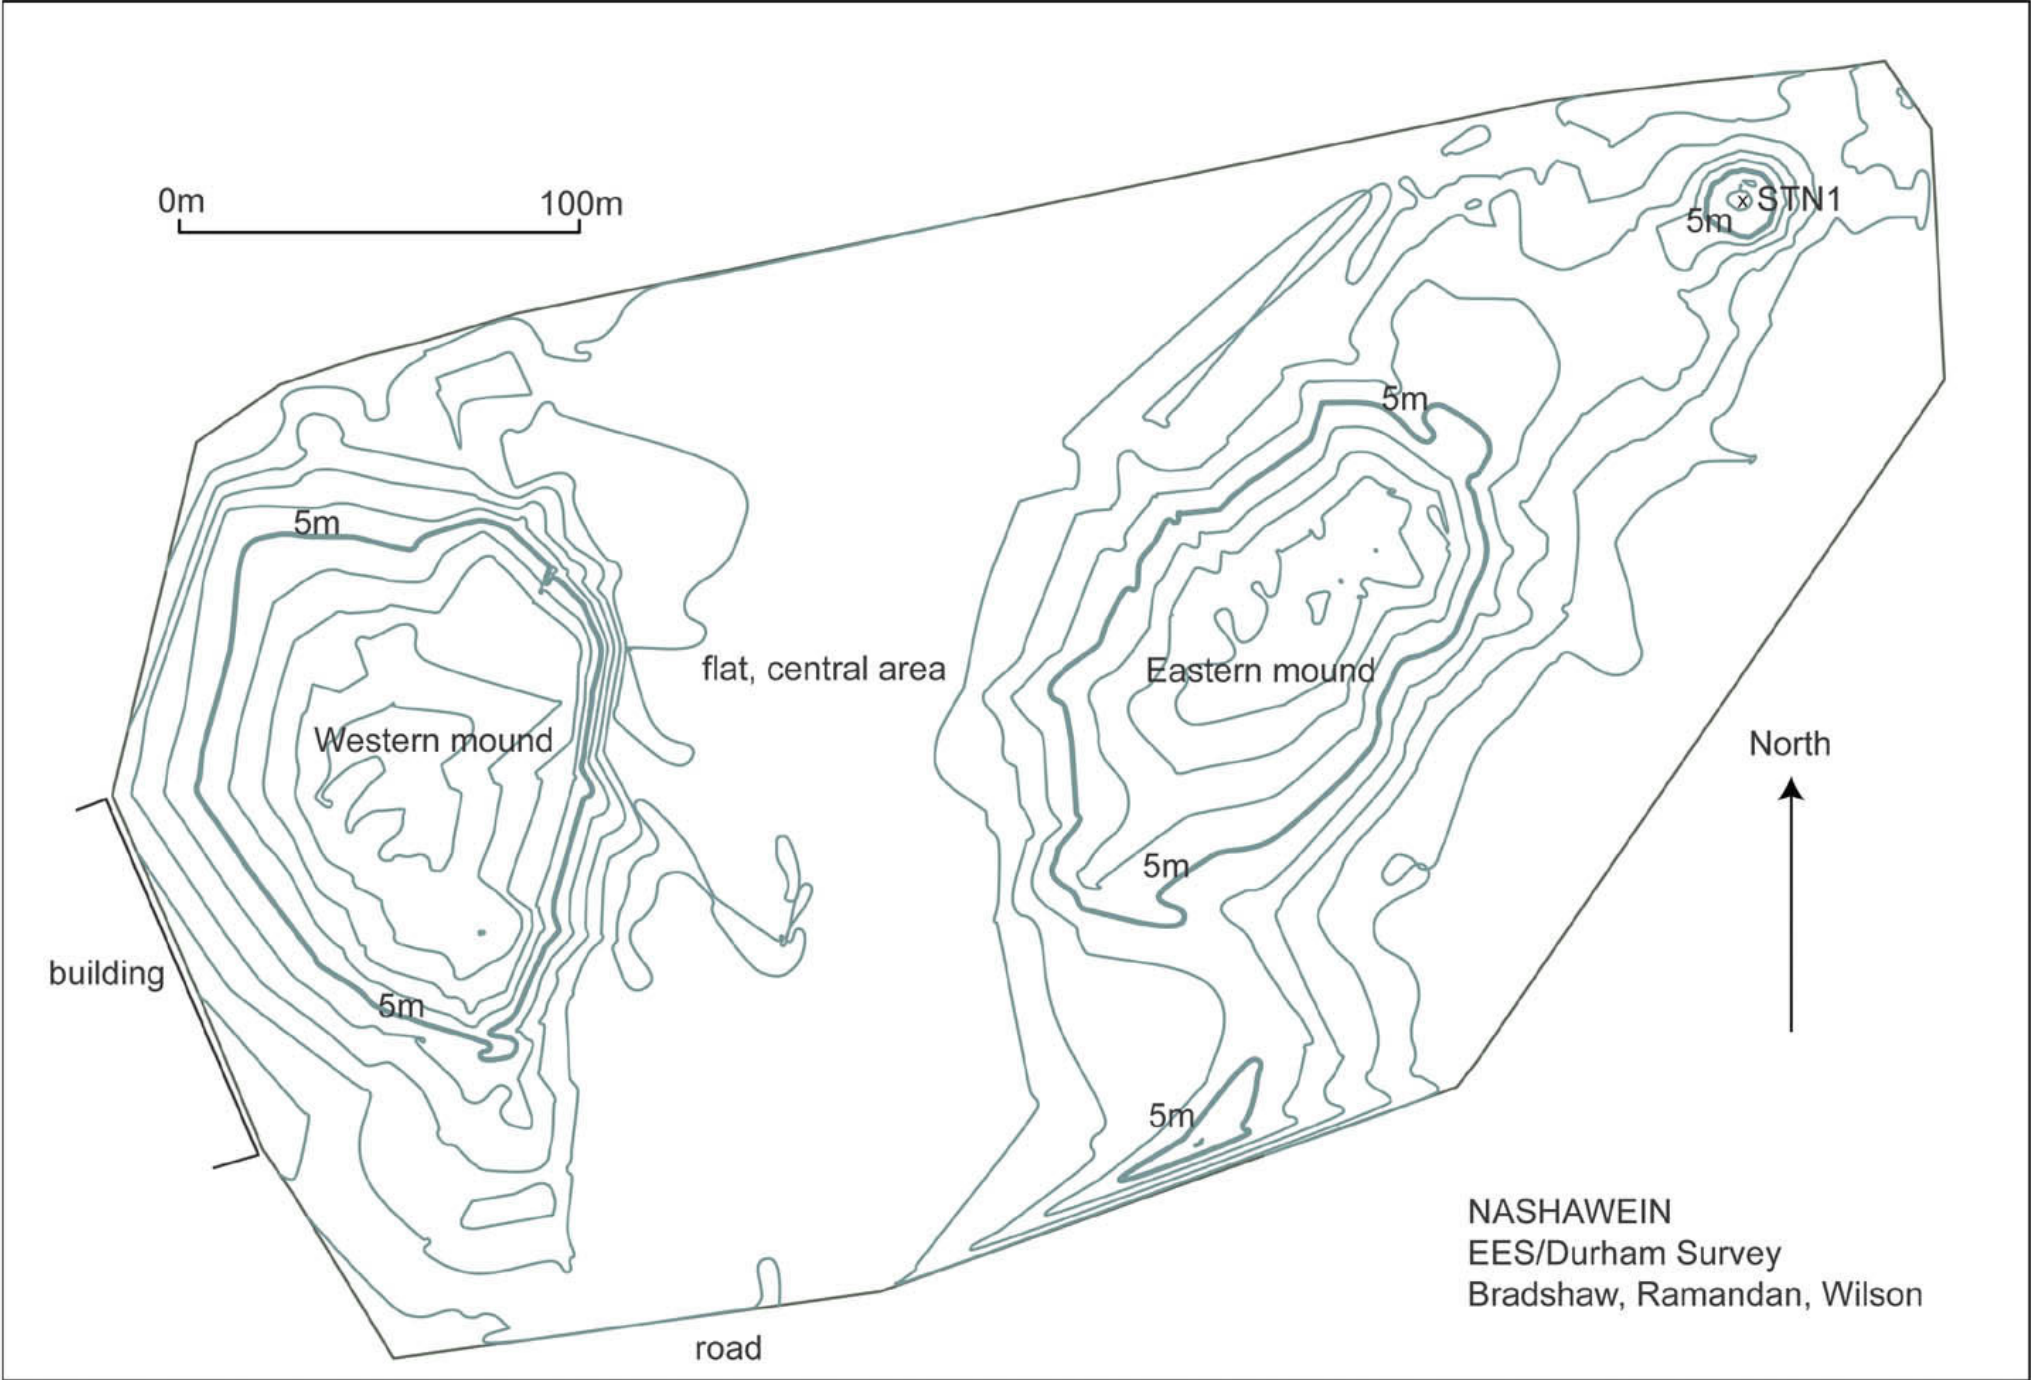 0m
100m
STN1
5m
5m
5m
flat, central area
Eastern mound
Western mound
North
5m
building
5m
5m
NASHAWEIN
EES/Durham Survey
Bradshaw, Ramandan, Wilson
road